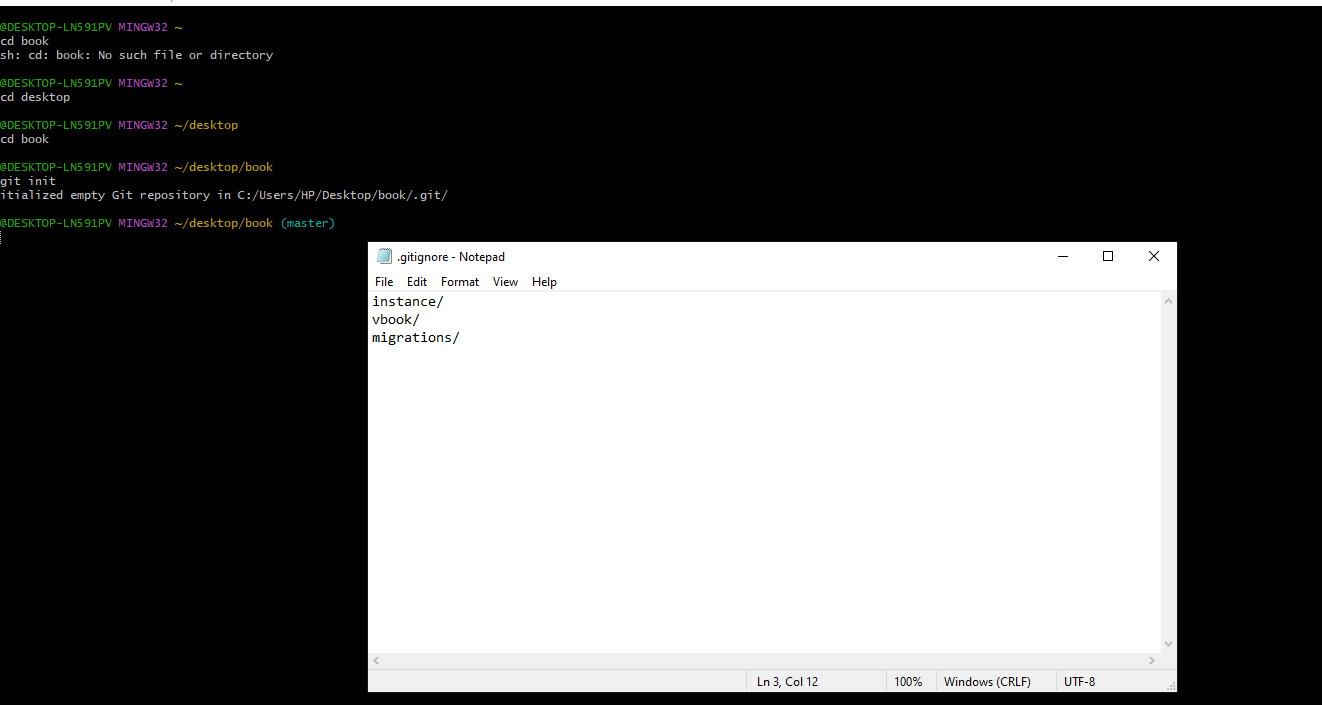 @DESKTOP-LN591PV MINGW32 ~
cd book
sh: cd: book: No such file or directory
@DESKTOP-LN591PV MINGW32 ~
cd desktop
@DESKTOP-LN591PV MINGW32 ~/desktop
cd book
@DESKTOP-LN591PV MINGW32 ~/desktop/book
git init
itialized empty Git repository in C:/Users/HP/Desktop/book/.git/
@DESKTOP-LN591PV MINGW32 ~/desktop/book (master)
.gitignore - Notepad
File Edit Format View Help
instance/
vbook/
migrations/
Ln 3, Col 12 100% Windows (CRLF) UTF-8